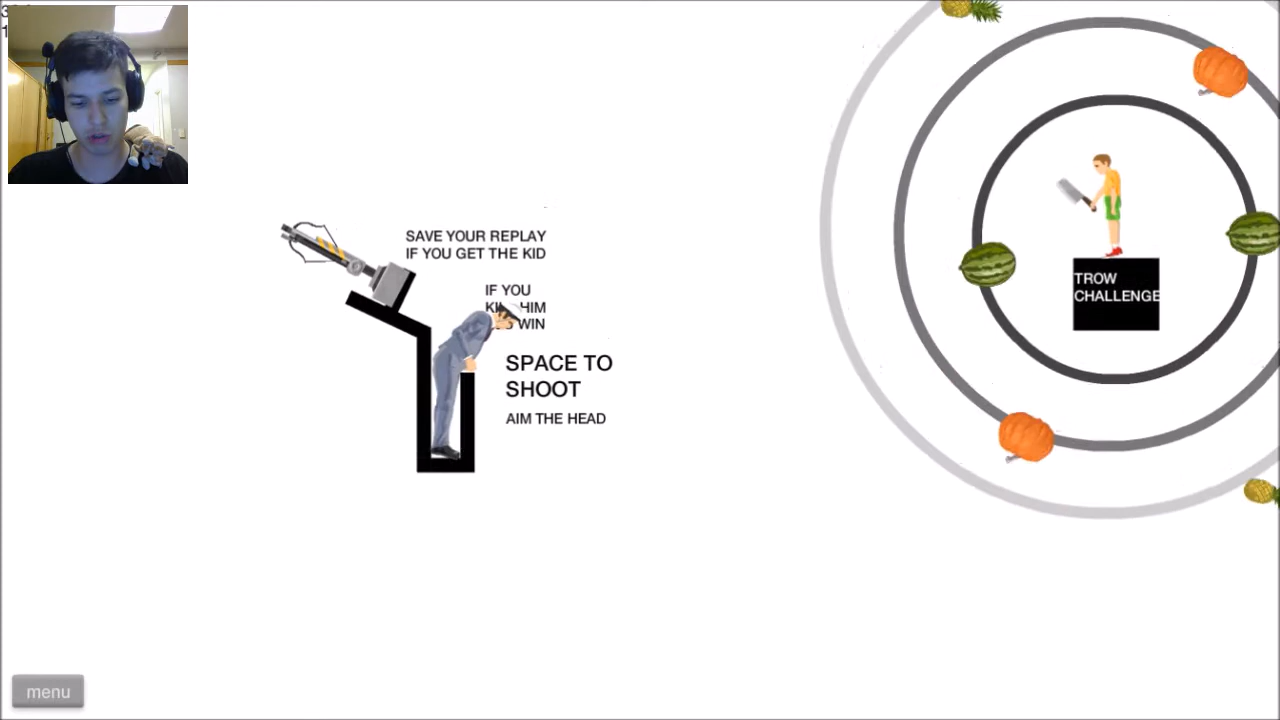 SAVE YOUR REPLAY
IF YOU GET THE KID
IF YOU
HIM
WIN
SPACE TO
SHOOT
AIM THE HEAD
TROW
CHALLENGE
menu